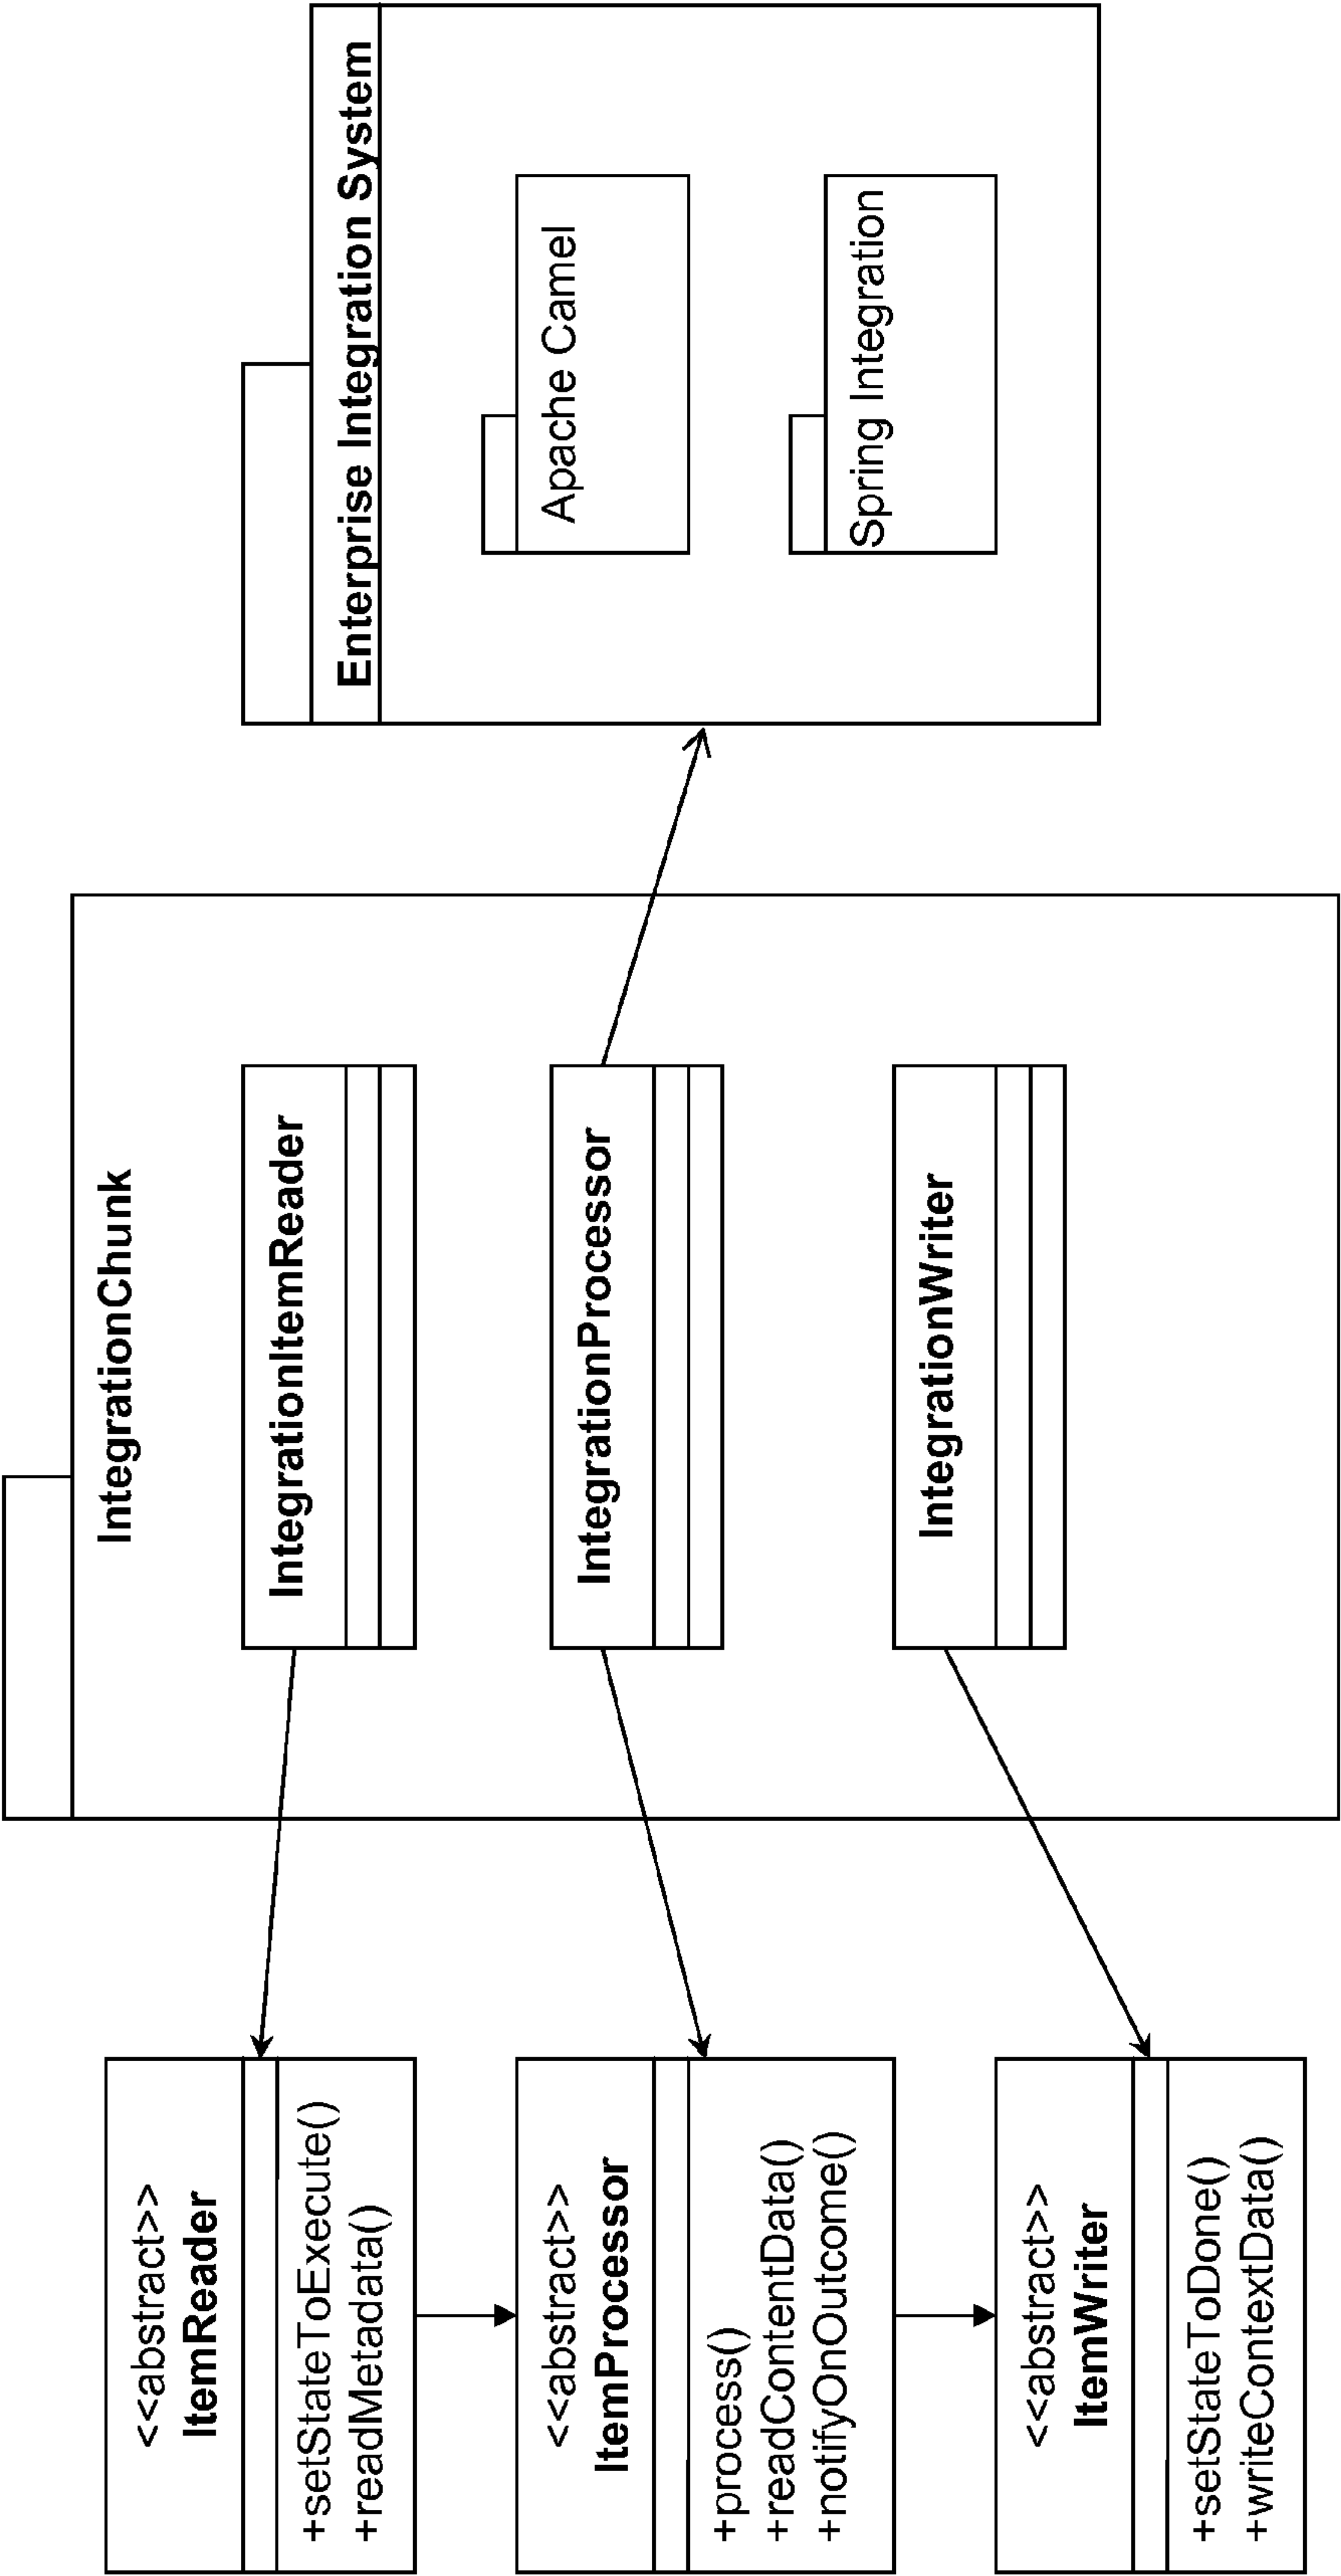 <<abstract>>
ItemReader
+setStateToExecute()
+readMetadata()
<<abstract>>
ItemProcessor
+process()
+readContentData()
+notifyOnOutcome()
<<abstract>>
ItemWriter
+setStateToDone()
+writeContextData()
IntegrationChunk
IntegrationItemReader
IntegrationProcessor
IntegrationWriter
Enterprise Integration System
Apache Camel
Spring Integration